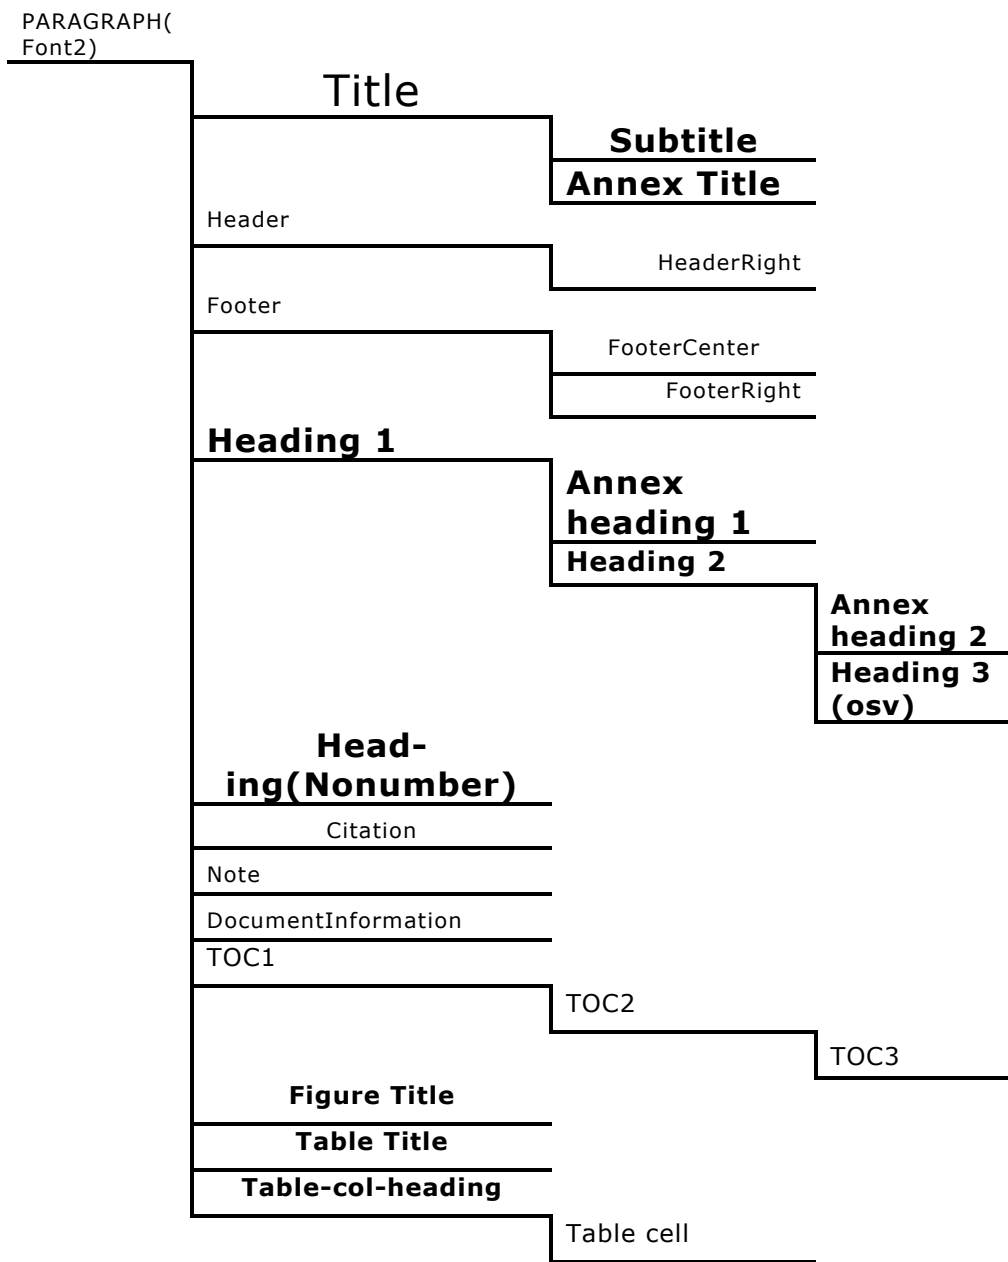 PARAGRAPH(
Font2)
Title
Subtitle
Annex Title
Header
HeaderRight
Footer
FooterCenter
FooterRight
Heading 1
Annex
heading 1
Heading 2
Annex
heading 2
Heading 3
(osv)
Head-
ing(Nonumber)
Citation
Note
DocumentInformation
TOC1
TOC2
TOC3
Figure Title
Table Title
Table-col-heading
Table cell